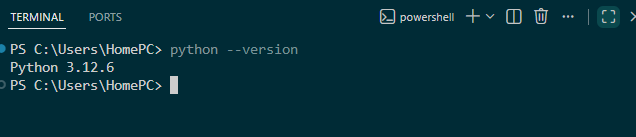 TERMINAL PORTS powershell
PS C:\Users\HomePC> python --version
Python 3.12.6
PS C:\Users\HomePC>